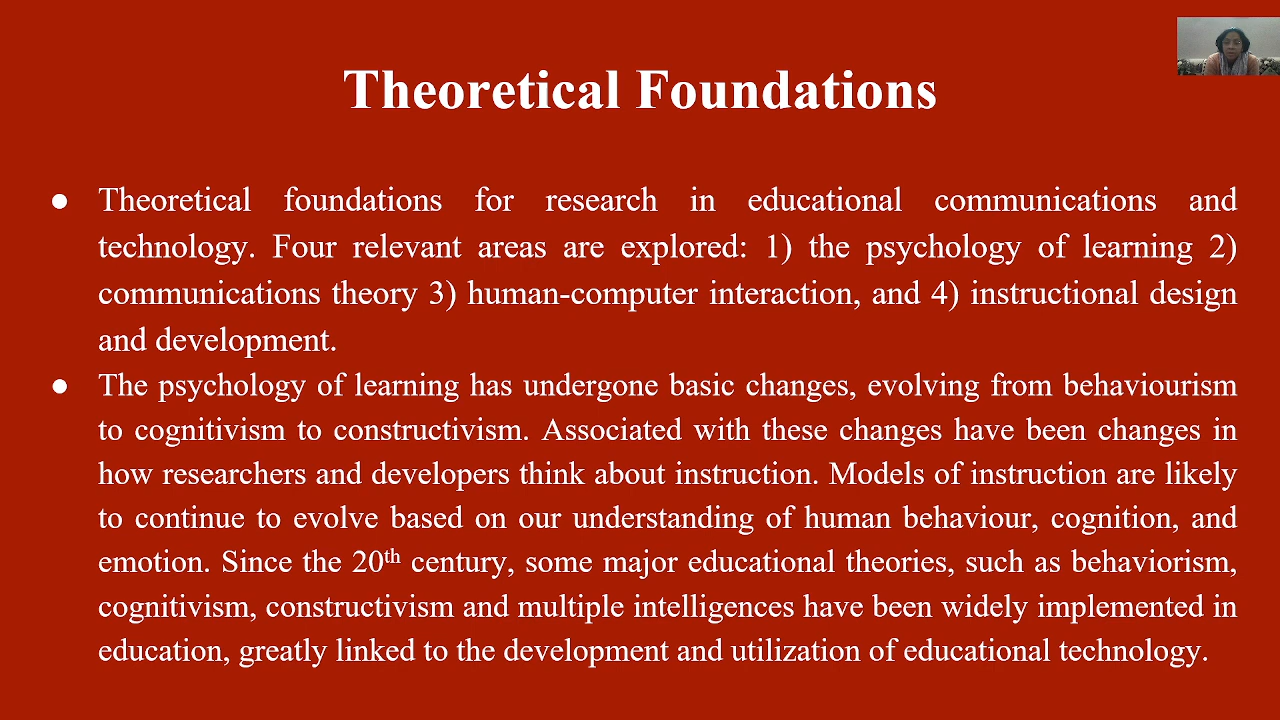 Theoretical Foundations
● Theoretical foundations for research in educational communications and
technology. Four relevant areas are explored: 1) the psychology of learning 2)
communications theory 3) human-computer interaction, and 4) instructional design
and development.
● The psychology of learning has undergone basic changes, evolving from behaviourism
to cognitivism to constructivism. Associated with these changes have been changes in
how researchers and developers think about instruction. Models of instruction are likely
to continue to evolve based on our understanding of human behaviour, cognition, and
emotion. Since the 20th century, some major educational theories, such as behaviorism,
cognitivism, constructivism and multiple intelligences have been widely implemented in
education, greatly linked to the development and utilization of educational technology.